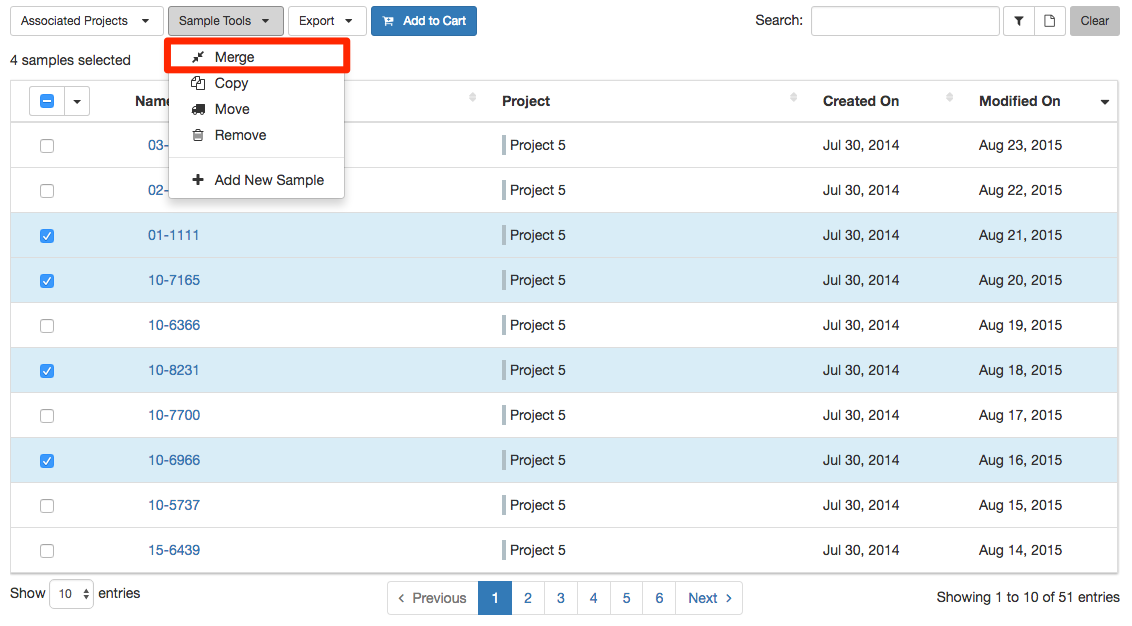 Associated Projects Sample Tools Export Add to Cart Search: Clear
4 samples selected
Merge
Copy
Move
Remove
Add New Sample
Name Project Created On Modified On
03- Project 5 Jul 30, 2014 Aug 23, 2015
02- Project 5 Jul 30, 2014 Aug 22, 2015
01-1111 Project 5 Jul 30, 2014 Aug 21, 2015
10-7165 Project 5 Jul 30, 2014 Aug 20, 2015
10-6366 Project 5 Jul 30, 2014 Aug 19, 2015
10-8231 Project 5 Jul 30, 2014 Aug 18, 2015
10-7700 Project 5 Jul 30, 2014 Aug 17, 2015
10-6966 Project 5 Jul 30, 2014 Aug 16, 2015
10-5737 Project 5 Jul 30, 2014 Aug 15, 2015
15-6439 Project 5 Jul 30, 2014 Aug 14, 2015
Show 10 entries Previous 1 2 3 4 5 6 Next Showing 1 to 10 of 51 entries